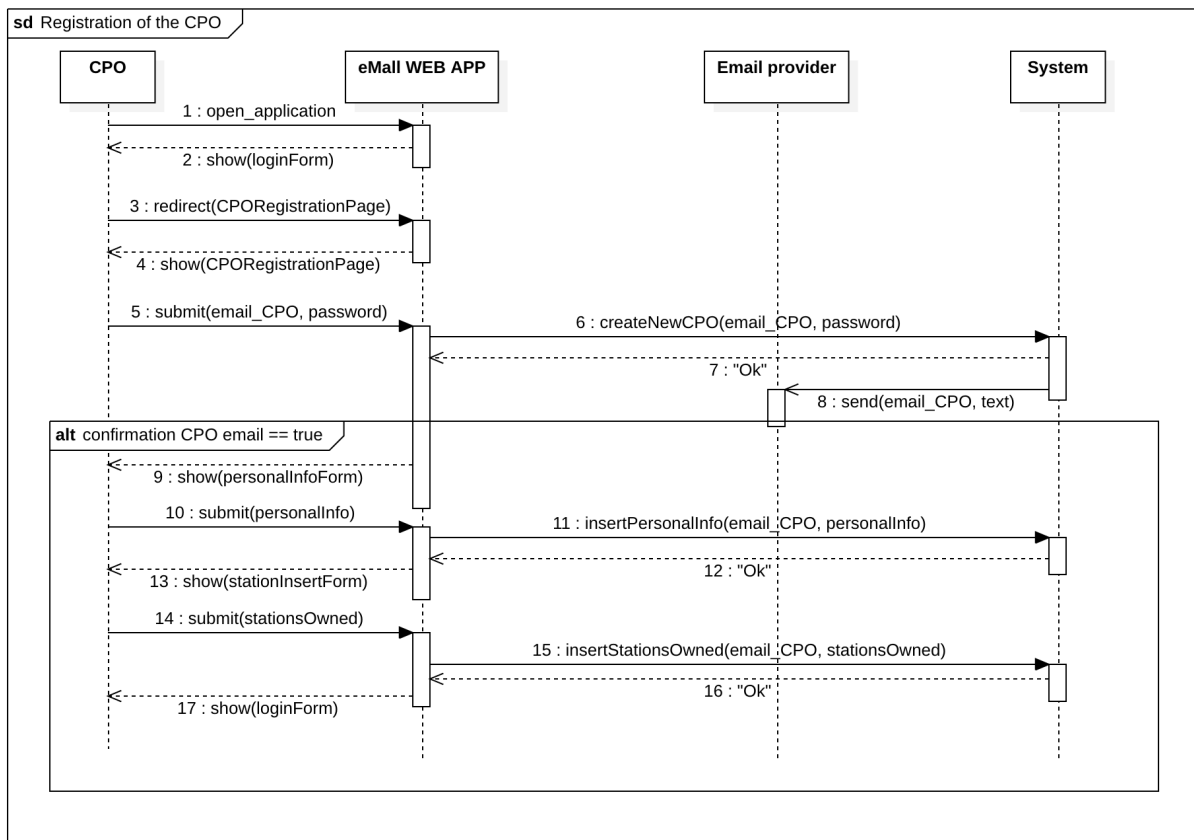 sd Registration of the CPO
CPO
eMall WEB APP
Email provider
System
1 : open_application
2 : show(loginForm)
3 : redirect(CPORegistrationPage)
4 : show(CPORegistrationPage)
5 : submit(email_CPO, password)
6 : createNewCPO(email_CPO, password)
7 : "Ok"
8 : send(email_CPO, text)
alt confirmation CPO email == true
9 : show(personalInfoForm)
10 : submit(personalInfo)
11 : insertPersonalInfo(email_CPO, personalInfo)
12 : "Ok"
13 : show(stationInsertForm)
14 : submit(stationsOwned)
15 : insertStationsOwned(email_CPO, stationsOwned)
16 : "Ok"
17 : show(loginForm)